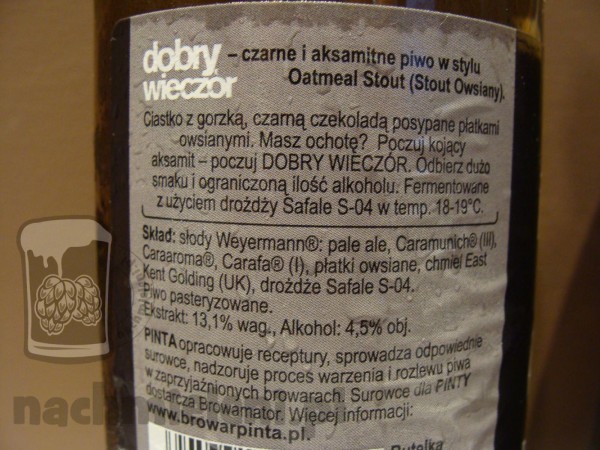 dobry
wieczór
– czarne i aksamitne piwo w stylu
Oatmeal Stout (Stout Owsiany).
Ciastko z gorzką, czarną czekoladą posypane płatkami
owsianymi. Masz ochotę? Poczuj kojący
aksamit – poczuj DOBRY WIECZÓR. Odbierz dużo
smaku i ograniczoną ilość alkoholu. Fermentowane
z użyciem drożdży Safale S-04 w temp. 18-19°C.
Skład: słody Weyermann®: pale ale, Caramunich® (III),
Caraaroma®, Carafa® (I), płatki owsiane, chmiel East
Kent Golding (UK), drożdże Safale S-04.
Piwo pasteryzowane.
Ekstrakt: 13,1% wag., Alkohol: 4,5% obj.
PINTA opracowuje receptury, sprowadza odpowiednie
surowce, nadzoruje proces warzenia i rozlewu piwa
w zaprzyjaźnionych browarach. Surowce dla PINTY
dostarcza Browamator. Więcej informacji:
www.browarpinta.pl.
Butelka